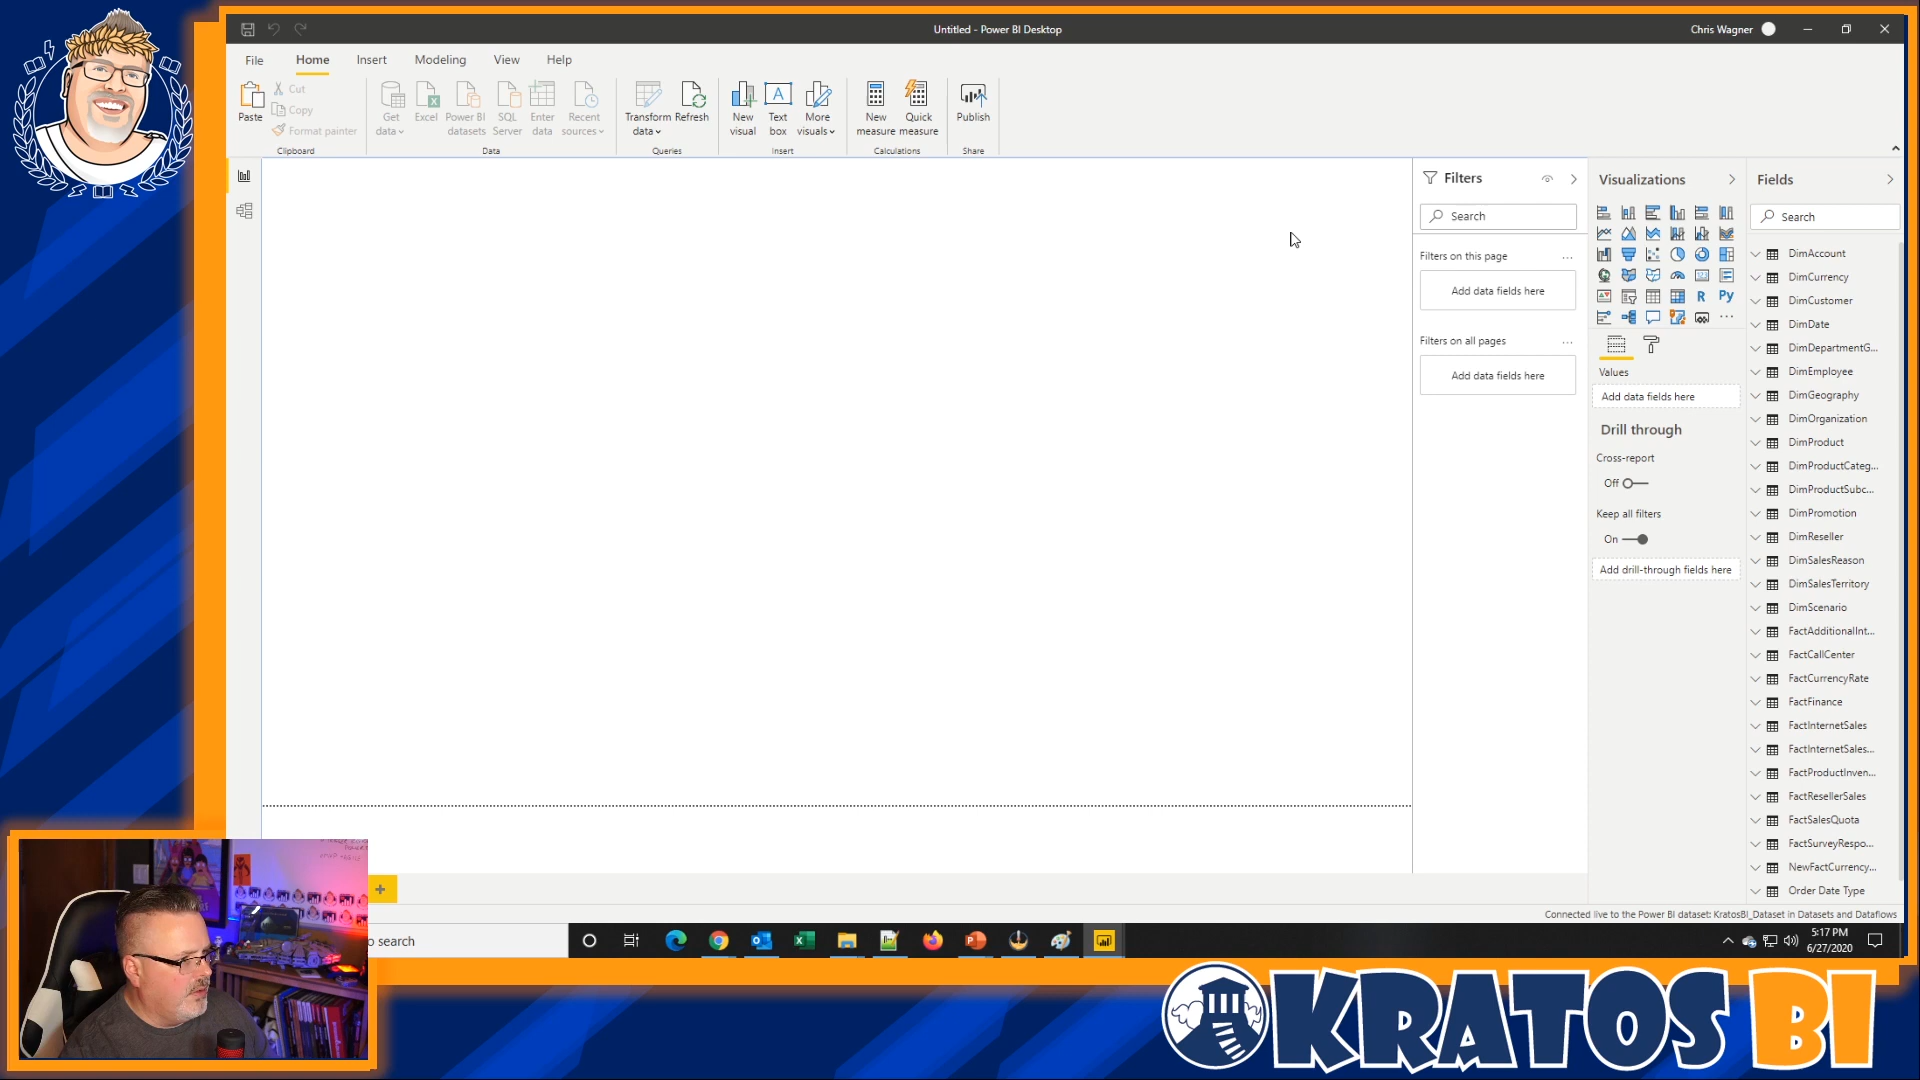 Untitled - Power BI Desktop
Chris Wagner
File Home Insert Modeling View Help
Paste
Cut
Copy
Format painter
Clipboard
Get data
Excel
Power BI datasets
SQL Server
Enter data
Recent sources
Data
Transform data
Refresh
Queries
New visual
Text box
More visuals
Insert
New measure
Quick measure
Calculations
Publish
Share
Filters
Search
Filters on this page ...
Add data fields here
Filters on all pages ...
Add data fields here
Visualizations
R Py
...
Values
Add data fields here
Drill through
Cross-report
Off
Keep all filters
On
Add drill-through fields here
Fields
Search
DimAccount
DimCurrency
DimCustomer
DimDate
DimDepartmentG...
DimEmployee
DimGeography
DimOrganization
DimProduct
DimProductCateg...
DimProductSubc...
DimPromotion
DimReseller
DimSalesReason
DimSalesTerritory
DimScenario
FactAdditionalInt...
FactCallCenter
FactCurrencyRate
FactFinance
FactInternetSales
FactInternetSales...
FactProductInven...
FactResellerSales
FactSalesQuota
FactSurveyRespo...
NewFactCurrency...
Order Date Type
Connected live to the Power BI dataset: KratosBI_Dataset in Datasets and Dataflows
o search
5:17 PM
6/27/2020
KRATOS BI